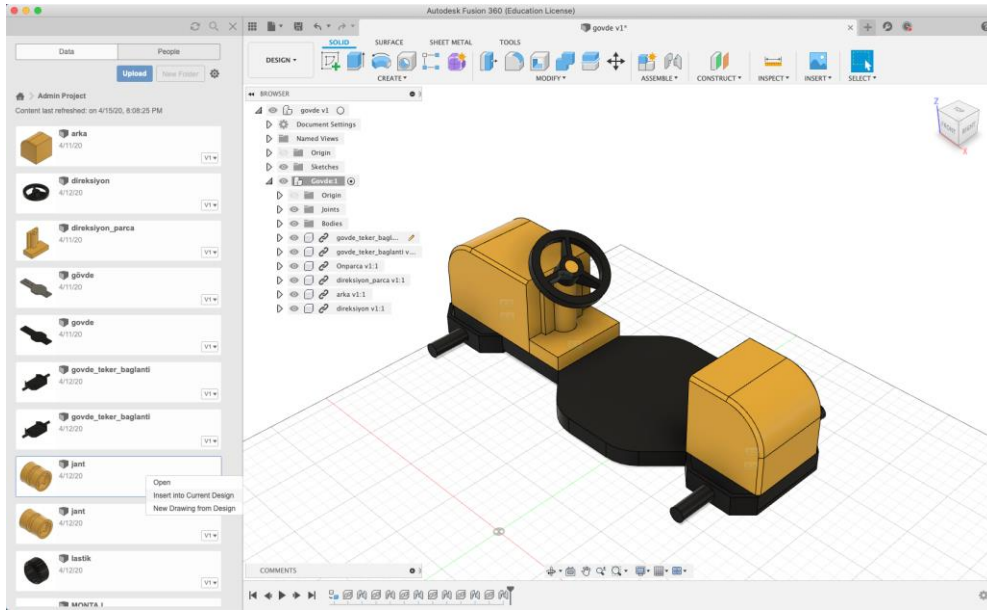 Autodesk Fusion 360 (Education License)
govde v1*
Data
People
Upload
New Folder
Admin Project
Content last refreshed: on 4/15/20, 8:08:25 PM
arka
4/11/20
V1
direksiyon
4/12/20
V1
direksiyon_parca
4/11/20
V1
gövde
4/11/20
V1
govde
4/11/20
V1
govde_teker_baglanti
4/12/20
V1
govde_teker_baglanti
4/12/20
V1
jant
4/12/20
Open
Insert into Current Design
New Drawing from Design
jant
4/12/20
V1
lastik
4/12/20
V1
MONTAJ
DESIGN
SOLID
SURFACE
SHEET METAL
TOOLS
CREATE
MODIFY
ASSEMBLE
CONSTRUCT
INSPECT
INSERT
SELECT
BROWSER
govde v1
Document Settings
Named Views
Origin
Sketches
Govde:1
Origin
Joints
Bodies
govde_teker_bagl...
govde_teker_baglanti v...
Onparca v1:1
direksiyon_parca v1:1
arka v1:1
direksiyon v1:1
Z
TOP
FRONT
RIGHT
X
COMMENTS